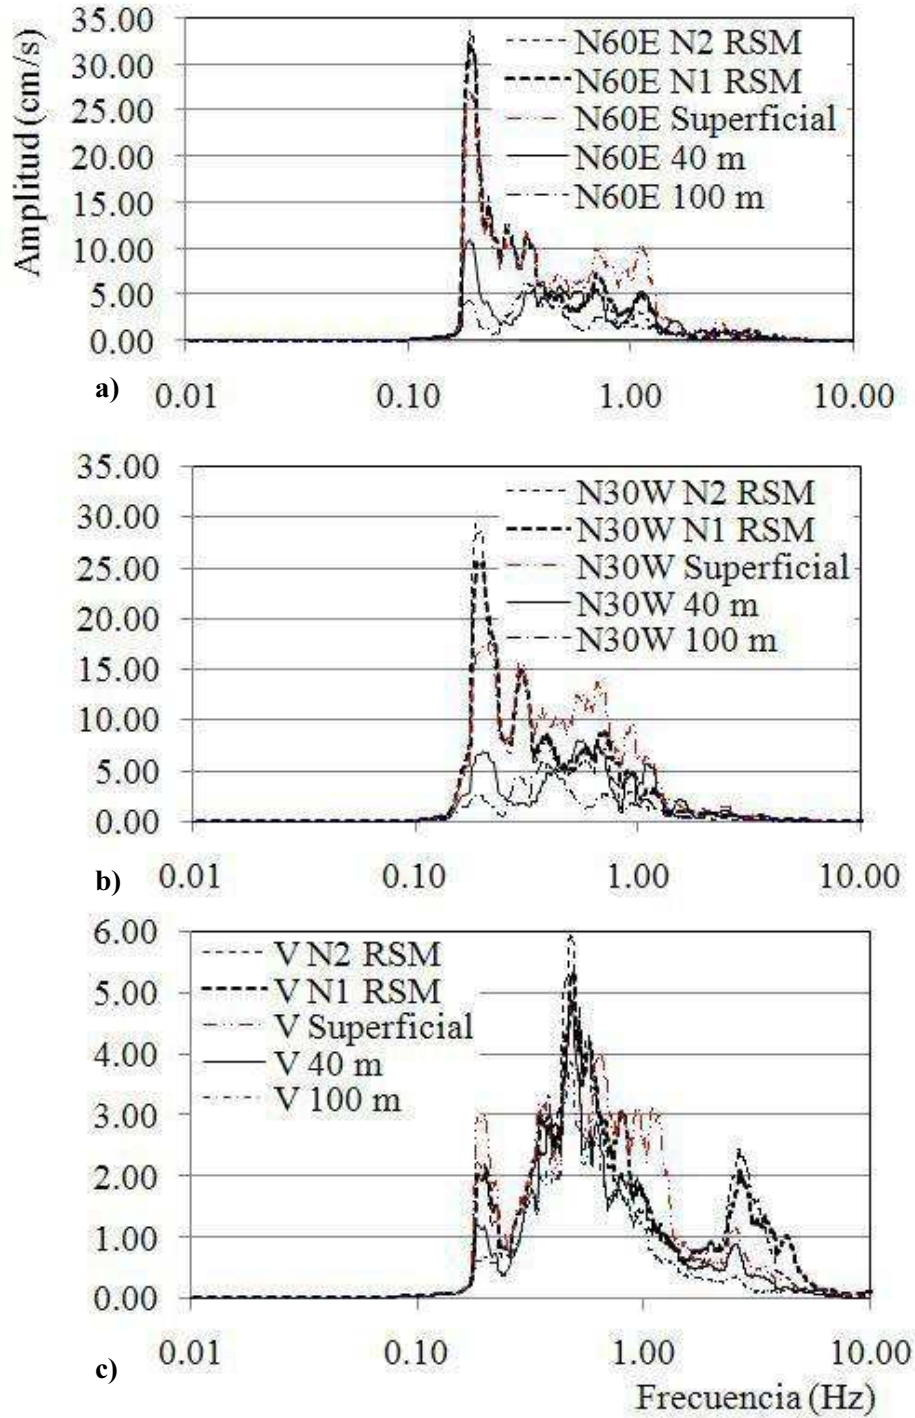 Amplitud (cm/s)
35.00
30.00
25.00
20.00
15.00
10.00
5.00
0.00
N60E N2 RSM
N60E N1 RSM
N60E Superficial
N60E 40 m
N60E 100 m
a)
0.01 0.10 1.00 10.00
35.00
30.00
25.00
20.00
15.00
10.00
5.00
0.00
N30W N2 RSM
N30W N1 RSM
N30W Superficial
N30W 40 m
N30W 100 m
b)
0.01 0.10 1.00 10.00
6.00
5.00
4.00
3.00
2.00
1.00
0.00
V N2 RSM
V N1 RSM
V Superficial
V 40 m
V 100 m
0.01 0.10 1.00 10.00
c)
Frecuencia (Hz)